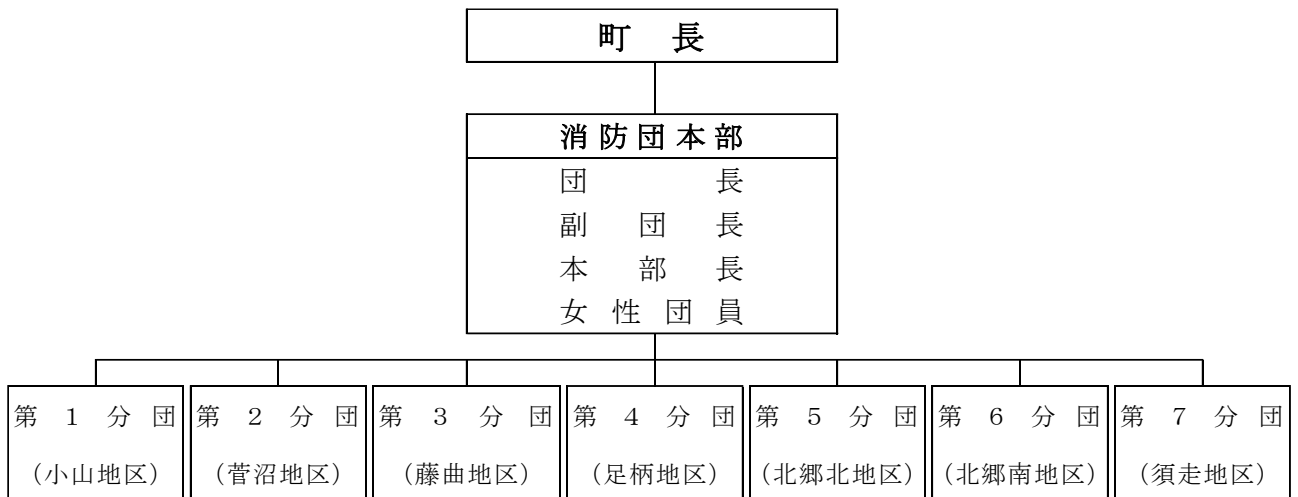 町 長
消防団本部
団 長
副 団 長
本 部 長
女 性 団 員
第 1 分 団
(小山地区)
第 2 分 団
(菅沼地区)
第 3 分 団
(藤曲地区)
第 4 分 団
(足柄地区)
第 5 分 団
(北郷北地区)
第 6 分 団
(北郷南地区)
第 7 分 団
(須走地区)